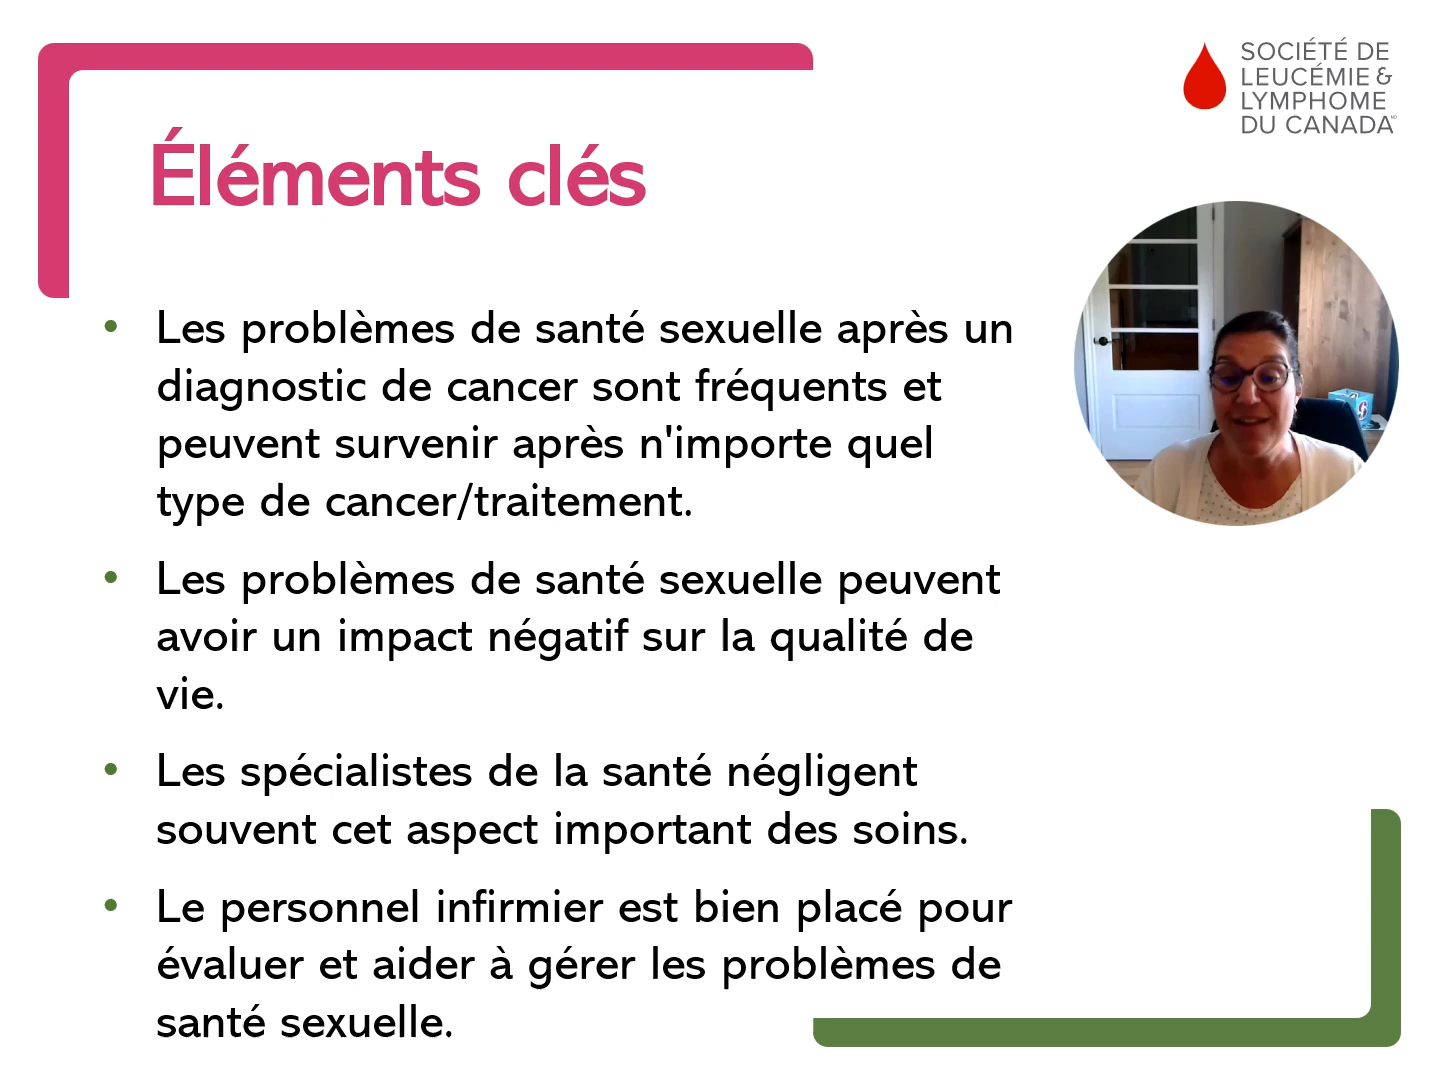 SOCIÉTÉ DE
LEUCÉMIE &
LYMPHOME
DU CANADA
Éléments clés
• Les problèmes de santé sexuelle après un
diagnostic de cancer sont fréquents et
peuvent survenir après n'importe quel
type de cancer/traitement.
• Les problèmes de santé sexuelle peuvent
avoir un impact négatif sur la qualité de
vie.
• Les spécialistes de la santé négligent
souvent cet aspect important des soins.
• Le personnel infirmier est bien placé pour
évaluer et aider à gérer les problèmes de
santé sexuelle.